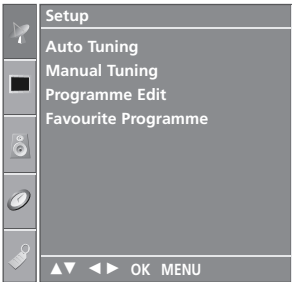 Setup
Auto Tuning
Manual Tuning
Programme Edit
Favourite Programme
▲▼ ◄► OK MENU